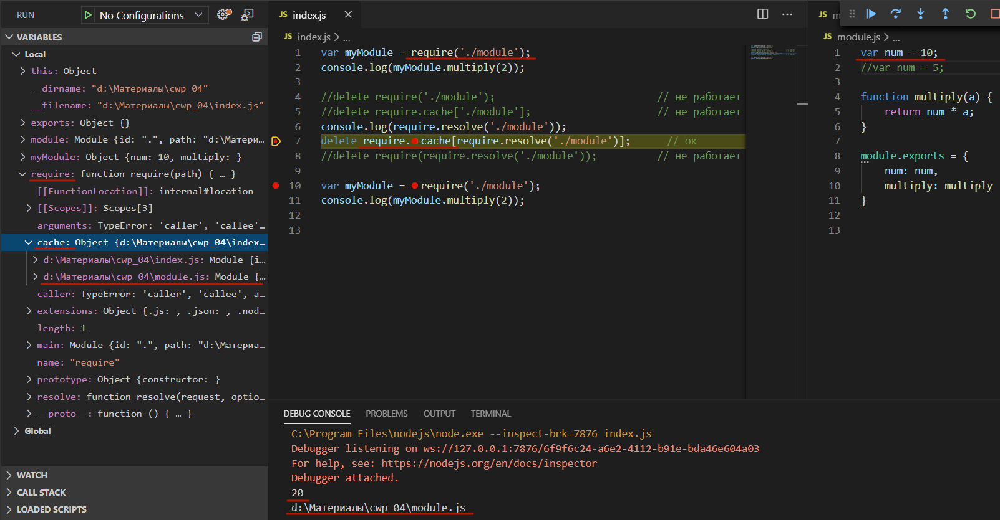 RUN
No Configurations
VARIABLES
Local
this: Object
__dirname: "d:\Материалы\cwp_04"
__filename: "d:\Материалы\cwp_04\index.js"
exports: Object {}
module: Module {id: ".", path: "d:\Матери…
myModule: Object {num: 10, multiply: }
require: function require(path) { … }
[[FunctionLocation]]: internal#location
[[Scopes]]: Scopes[3]
arguments: TypeError: 'caller', 'callee'…
cache: Object {d:\Материалы\cwp_04\index…
d:\Материалы\cwp_04\index.js: Module {i…
d:\Материалы\cwp_04\module.js: Module {…
caller: TypeError: 'caller', 'callee', a…
extensions: Object {.js: , .json: , .nod…
length: 1
main: Module {id: ".", path: "d:\Материа…
name: "require"
prototype: Object {constructor: }
resolve: function resolve(request, optio…
__proto__: function () { … }
Global
WATCH
CALL STACK
LOADED SCRIPTS
JS index.js
JS index.js > ...
1 var myModule = require('./module');
2 console.log(myModule.multiply(2));
3
4 //delete require('./module'); // не работает
5 //delete require.cache['./module']; // не работает
6 console.log(require.resolve('./module'));
7 delete require.cache[require.resolve('./module')]; // ок
8 //delete(require.resolve('./module')); // не работает
9
10 var myModule = require('./module');
11 console.log(myModule.multiply(2));
12
13
JS m
JS module.js > ...
1 var num = 10;
2 //var num = 5;
3
4 function multiply(a) {
5 return num * a;
6 }
7
8 module.exports = {
9 num: num,
10 multiply: multiply
11 }
12
13
DEBUG CONSOLE PROBLEMS OUTPUT TERMINAL
C:\Program Files\nodejs\node.exe --inspect-brk=7876 index.js
Debugger listening on ws://127.0.0.1:7876/6f9f6c24-a6e2-4112-b91e-bda46e604a03
For help, see: https://nodejs.org/en/docs/inspector
Debugger attached.
20
d:\Материалы\cwp_04\module.js